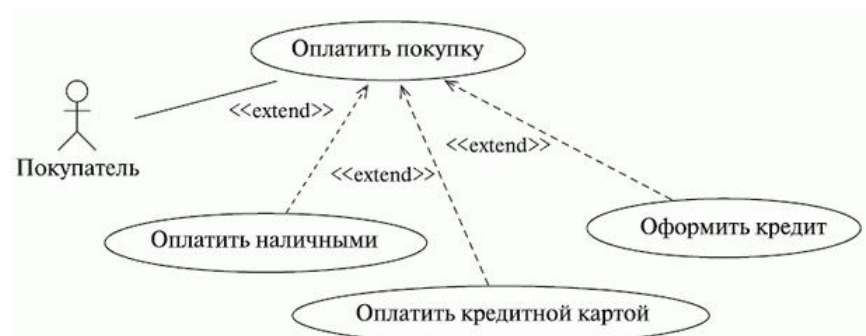 Оплатить покупку
<<extend>>
Покупатель
<<extend>>
<<extend>>
Оплатить наличными
Оформить кредит
Оплатить кредитной картой